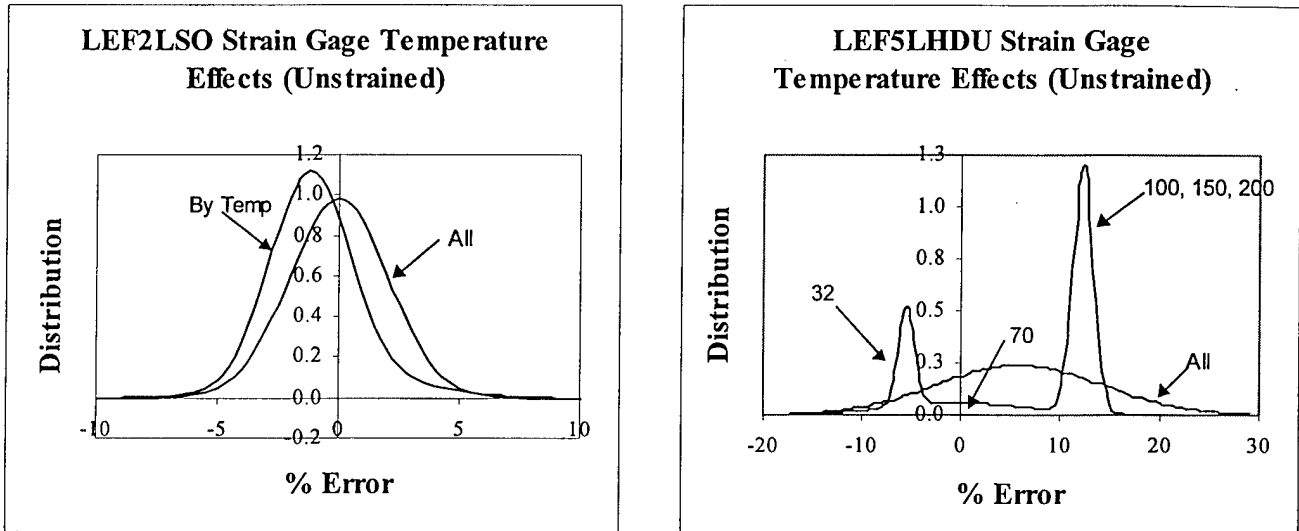 LEF2LSO Strain Gage Temperature
Effects (Unstrained)
1.2
1.0
0.8
0.6
0.4
0.2
0.0
-0.2
-10
-5
0
5
10
By Temp
All
Distribution
% Error
LEF5LHDU Strain Gage
Temperature Effects (Unstrained)
1.3
1.0
0.8
0.5
0.3
0.0
-20
-10
0
10
20
30
100, 150, 200
32
70
All
Distribution
% Error